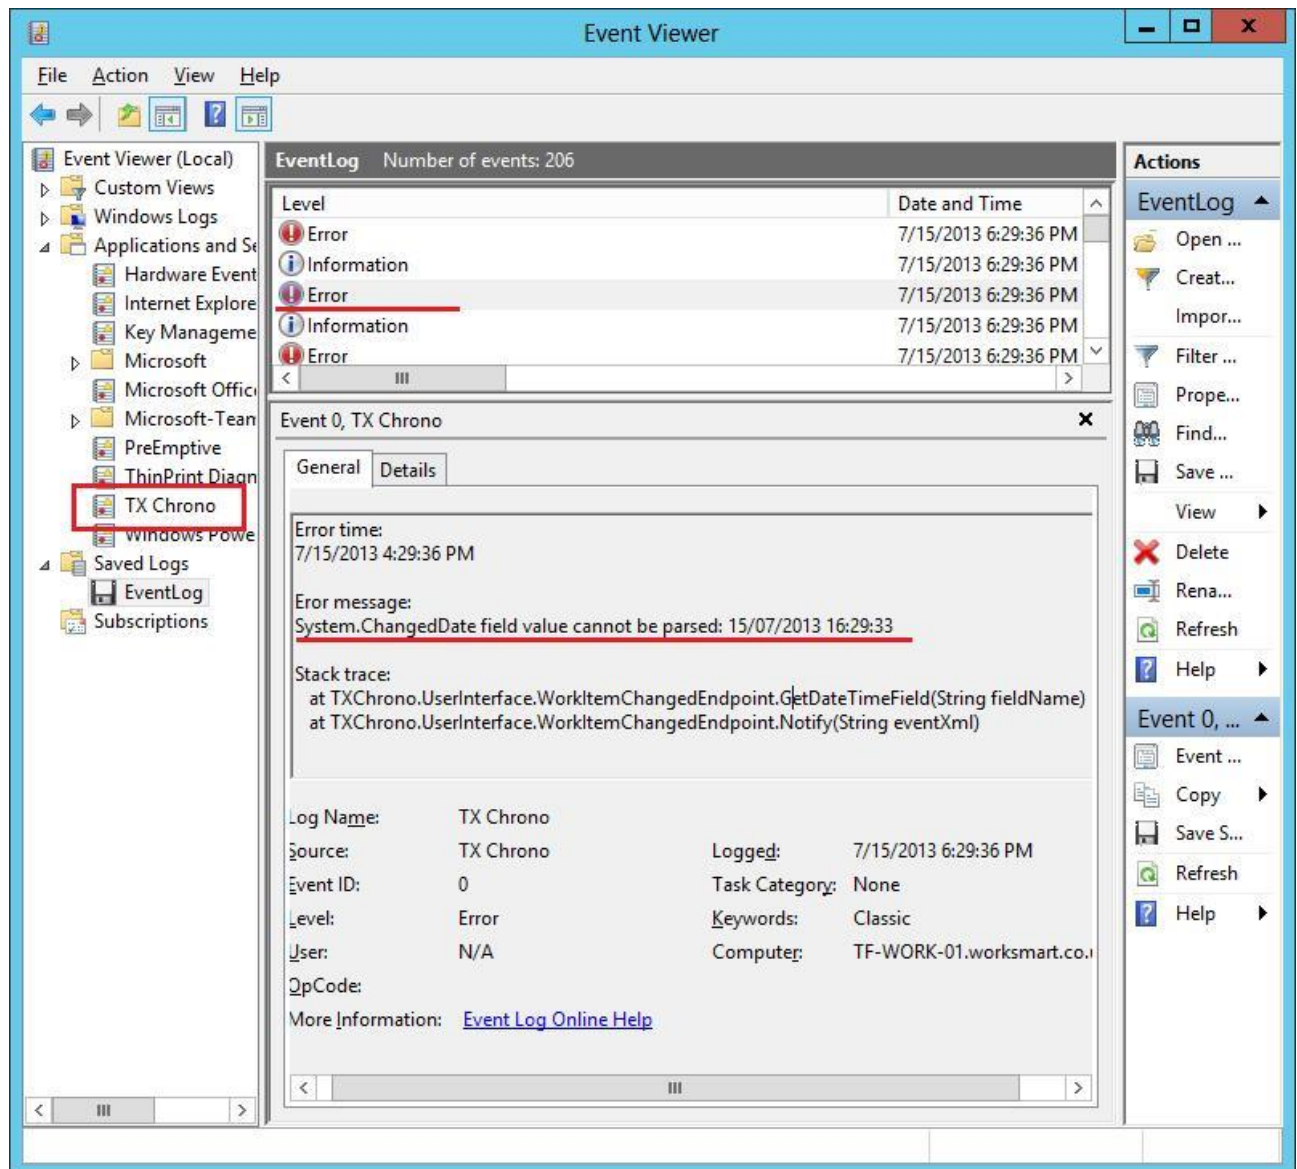 Event Viewer
File Action View Help
Event Viewer (Local)
Custom Views
Windows Logs
Applications and Se
Hardware Event
Internet Explore
Key Manageme
Microsoft
Microsoft Offic
Microsoft-Team
PreEmptive
ThinPrint Diagn
TX Chrono
Windows Powe
Saved Logs
EventLog
Subscriptions
EventLog Number of events: 206
Level Date and Time
Error 7/15/2013 6:29:36 PM
Information 7/15/2013 6:29:36 PM
Error 7/15/2013 6:29:36 PM
Information 7/15/2013 6:29:36 PM
Error 7/15/2013 6:29:36 PM
Event 0, TX Chrono
General Details
Error time:
7/15/2013 4:29:36 PM
Eror message:
System.ChangedDate field value cannot be parsed: 15/07/2013 16:29:33
Stack trace:
at TXChrono.UserInterface.WorkItemChangedEndpoint.GetDateTimeField(String fieldName)
at TXChrono.UserInterface.WorkItemChangedEndpoint.Notify(String eventXml)
Log Name: TX Chrono
Source: TX Chrono Logged: 7/15/2013 6:29:36 PM
Event ID: 0 Task Category: None
Level: Error Keywords: Classic
User: N/A Computer: TF-WORK-01.worksmart.co.
OpCode:
More Information: Event Log Online Help
Actions
EventLog
Open ...
Creat...
Impor...
Filter ...
Prope...
Find...
Save ...
View
Delete
Rena...
Refresh
Help
Event 0, ...
Event ...
Copy
Save S...
Refresh
Help